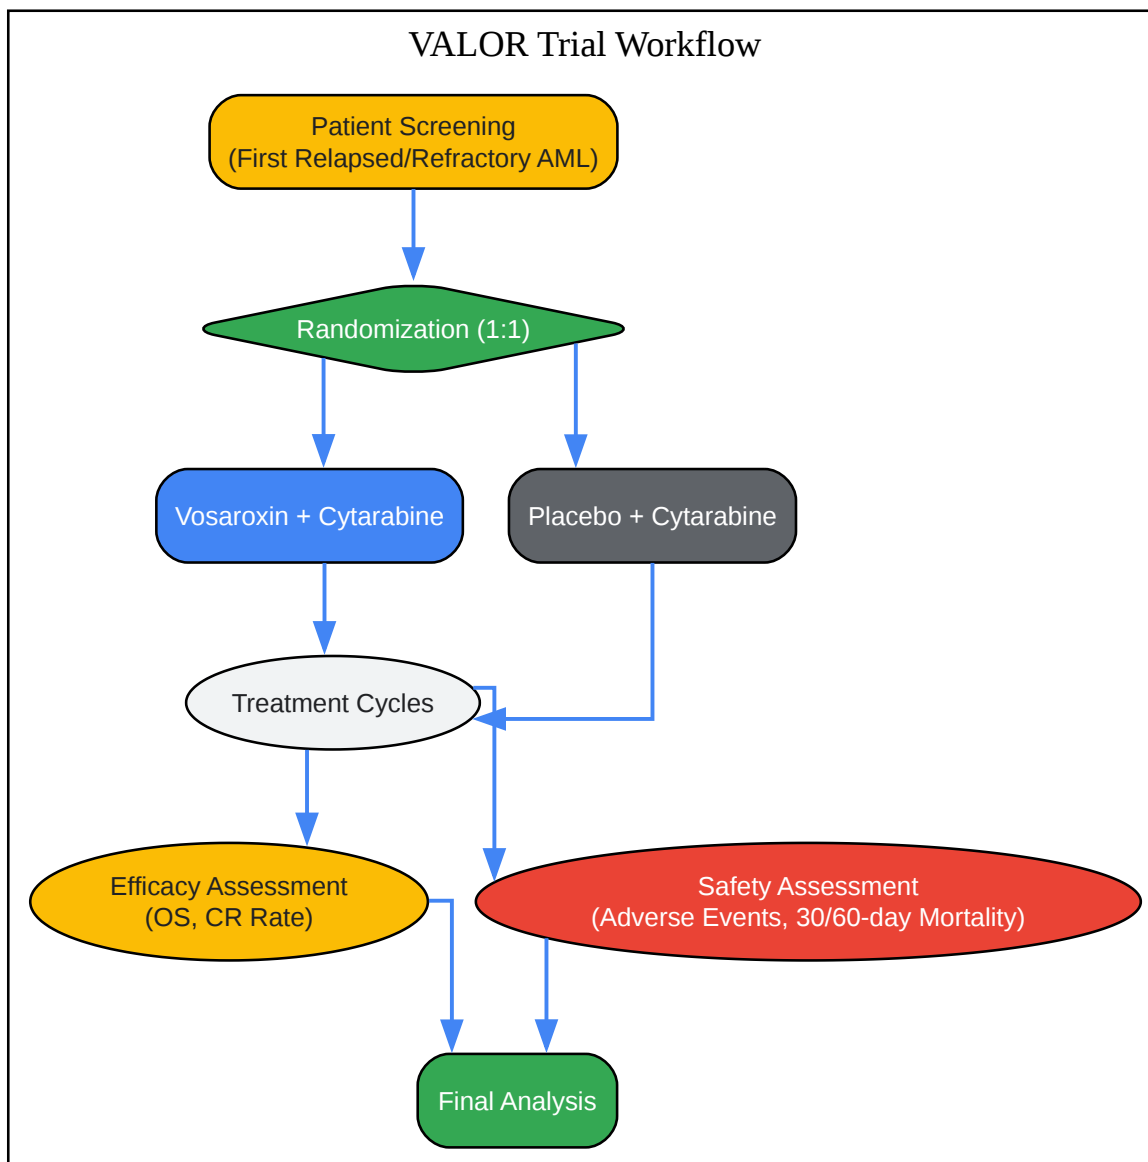 VALOR Trial Workflow
Patient Screening
(First Relapsed/Refractory AML)
Randomization (1:1)
Vosaroxin + Cytarabine
Placebo + Cytarabine
Treatment Cycles
Efficacy Assessment
(OS, CR Rate)
Safety Assessment
(Adverse Events, 30/60-day Mortality)
Final Analysis